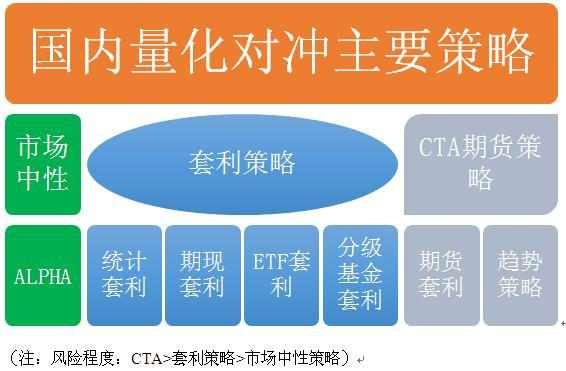 国内量化对冲主要策略
市场
中性
套利策略
CTA期货策
略
ALPHA
统计
套利
期现
套利
ETF套
利
分级
基金
套利
期货
套利
趋势
策略
（注：风险程度：CTA>套利策略>市场中性策略）